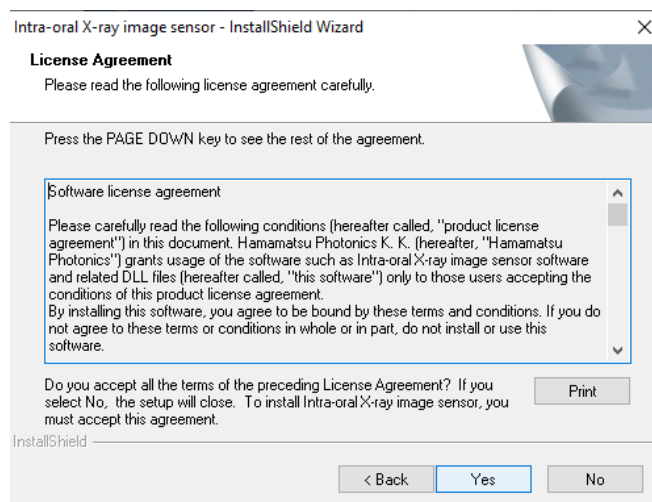 Intra-oral X-ray image sensor - InstallShield Wizard
License Agreement
Please read the following license agreement carefully.
Press the PAGE DOWN key to see the rest of the agreement.
Software license agreement
Please carefully read the following conditions (hereafter called, "product license
agreement") in this document. Hamamatsu Photonics K. K. (hereafter, "Hamamatsu
Photonics") grants usage of the software such as Intra-oral X-ray image sensor software
and related DLL files (hereafter called, "this software") only to those users accepting the
conditions of this product license agreement.
By installing this software, you agree to be bound by these terms and conditions. If you do
not agree to these terms or conditions in whole or in part, do not install or use this
software.
Do you accept all the terms of the preceding License Agreement? If you
select No, the setup will close. To install Intra-oral X-ray image sensor, you
must accept this agreement.
Print
InstallShield
< Back
Yes
No